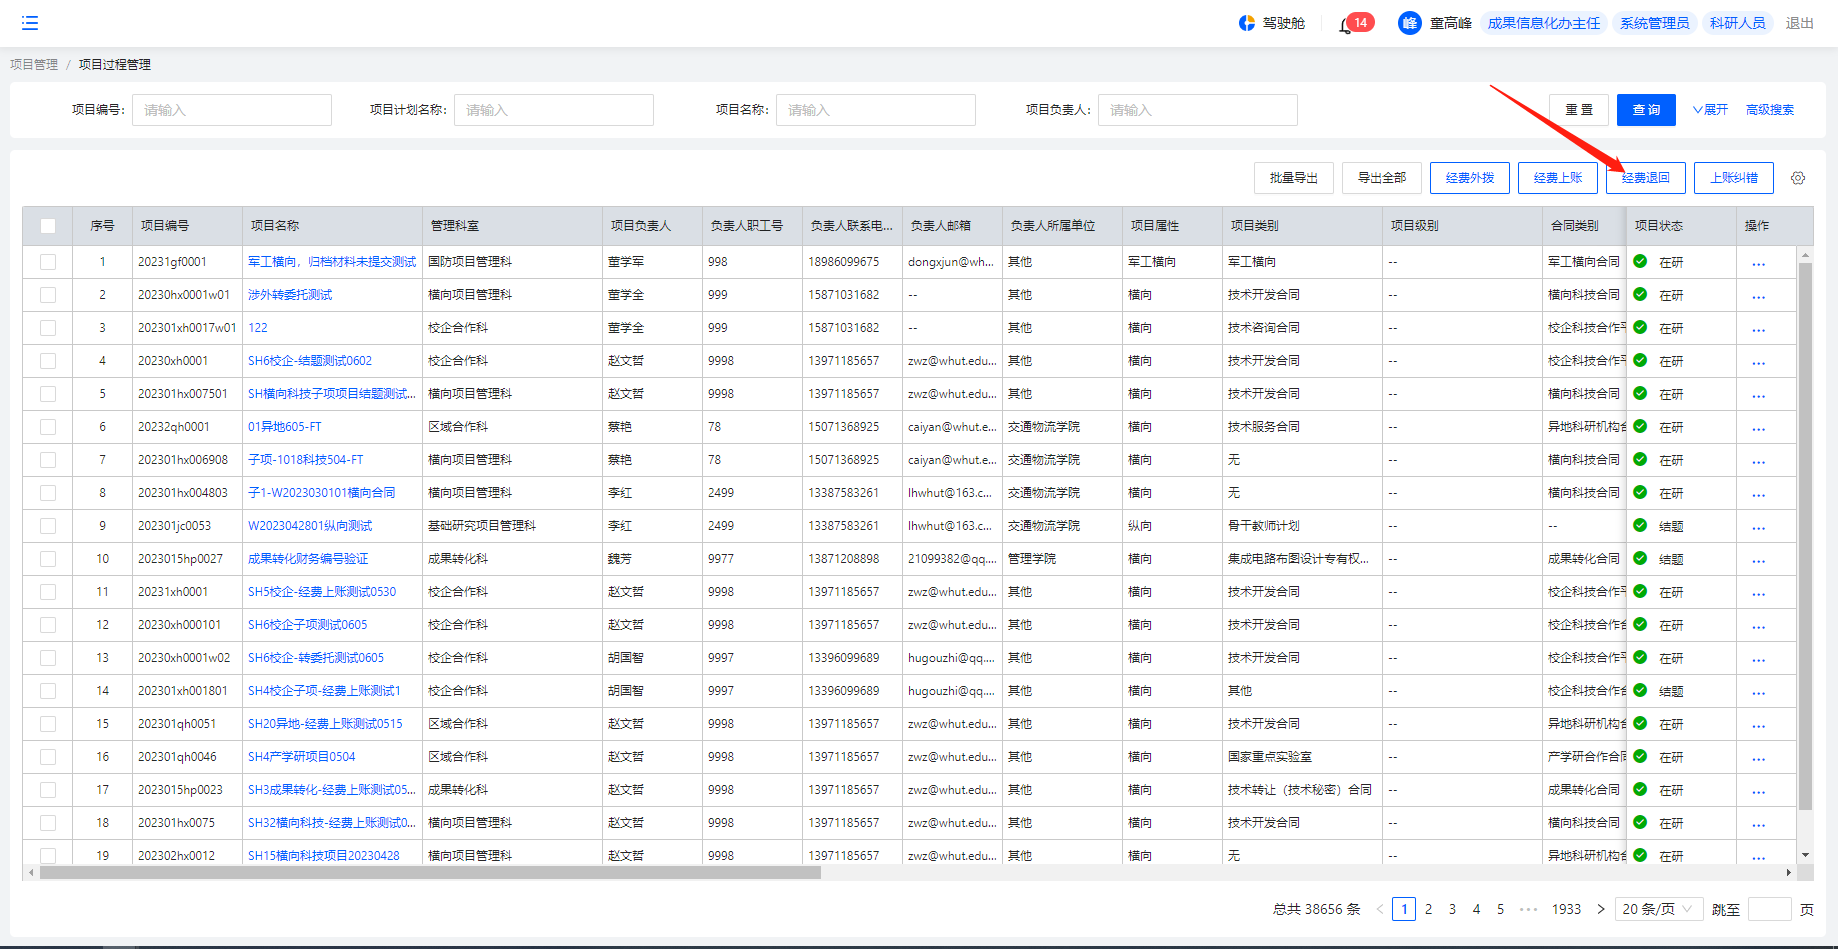 驾驶舱 14 峰 童高峰 成果信息化办主任 系统管理员 科研人员 退出
项目管理 / 项目过程管理
项目编号: 请输入 项目计划名称: 请输入 项目名称: 请输入 项目负责人: 请输入 重置 查询 展开 高级搜索
批量导出 导出全部 经费外拨 经费上账 经费退回 上账纠错
序号 项目编号 项目名称 管理科室 项目负责人 负责人职工号 负责人联系电... 负责人邮箱 负责人所属单位 项目属性 项目类别 项目级别 合同类别 项目状态 操作
1 20231gf0001 军工横向，归档材料未提交测试 国防项目管理科 董学军 998 18986099675 dongxjun@wh... 其他 军工横向 军工横向 -- 军工横向合同 在研 ...
2 20230hx0001w01 涉外转委托测试 横向项目管理科 董学全 999 15871031682 -- 其他 横向 技术开发合同 -- 横向科技合同 在研 ...
3 202301xh0017w01 122 校企合作科 董学全 999 15871031682 -- 其他 横向 技术咨询合同 -- 校企科技合作 在研 ...
4 20230xh0001 SH6校企-结题测试0602 校企合作科 赵文哲 9998 13971185657 zwz@whut.edu... 其他 横向 技术开发合同 -- 校企科技合作 在研 ...
5 202301hx007501 SH横向科技子项项目结题测试... 横向项目管理科 赵文哲 9998 13971185657 zwz@whut.edu... 其他 横向 技术开发合同 -- 横向科技合同 在研 ...
6 20232qh0001 01异地605-FT 区域合作科 蔡艳 78 15071368925 caiyan@whut.e... 交通物流学院 横向 技术服务合同 -- 异地科研机构 在研 ...
7 202301hx006908 子项-1018科技504-FT 横向项目管理科 蔡艳 78 15071368925 caiyan@whut.e... 交通物流学院 横向 无 -- 横向科技合同 在研 ...
8 202301hx004803 子1-W2023030101横向合同 横向项目管理科 李红 2499 13387583261 lhwhut@163.c... 交通物流学院 横向 无 -- 横向科技合同 在研 ...
9 202301jc0053 W2023042801纵向测试 基础研究项目管理科 李红 2499 13387583261 lhwhut@163.c... 交通物流学院 纵向 骨干教师计划 -- -- 结题 ...
10 2023015hp0027 成果转化财务编号验证 成果转化科 魏芳 9977 13871208898 21099382@qq.... 管理学院 横向 集成电路布图设计专有权... -- 成果转化合同 结题 ...
11 20231xh0001 SH5校企-经费上账测试0530 校企合作科 赵文哲 9998 13971185657 zwz@whut.edu... 其他 横向 技术开发合同 -- 校企科技合作 在研 ...
12 20230xh000101 SH6校企子项测试0605 校企合作科 赵文哲 9998 13971185657 zwz@whut.edu... 其他 横向 技术开发合同 -- 校企科技合作 在研 ...
13 20230xh0001w02 SH6校企-转委托测试0605 校企合作科 胡国智 9997 13396099689 hugouzhi@qq.... 其他 横向 技术开发合同 -- 校企科技合作 在研 ...
14 202301xh001801 SH4校企子项-经费上账测试1 校企合作科 胡国智 9997 13396099689 hugouzhi@qq.... 其他 横向 其他 -- 校企科技合作 结题 ...
15 202301qh0051 SH20异地-经费上账测试0515 区域合作科 赵文哲 9998 13971185657 zwz@whut.edu... 其他 横向 技术开发合同 -- 异地科研机构 在研 ...
16 202301qh0046 SH4产学研项目0504 区域合作科 赵文哲 9998 13971185657 zwz@whut.edu... 其他 横向 国家重点实验室 -- 产学研合作合同 在研 ...
17 2023015hp0023 SH3成果转化-经费上账测试05... 成果转化科 赵文哲 9998 13971185657 zwz@whut.edu... 其他 横向 技术转让（技术秘密）合同 -- 成果转化合同 在研 ...
18 202301hx0075 SH32横向科技-经费上账测试0... 横向项目管理科 赵文哲 9998 13971185657 zwz@whut.edu... 其他 横向 技术开发合同 -- 横向科技合同 在研 ...
19 202302hx0012 SH15横向科技项目20230428 横向项目管理科 赵文哲 9998 13971185657 zwz@whut.edu... 其他 横向 无 -- 异地科研机构 在研 ...
总共 38656 条 < 1 2 3 4 5 ••• 1933 > 20 条/页 跳至 页